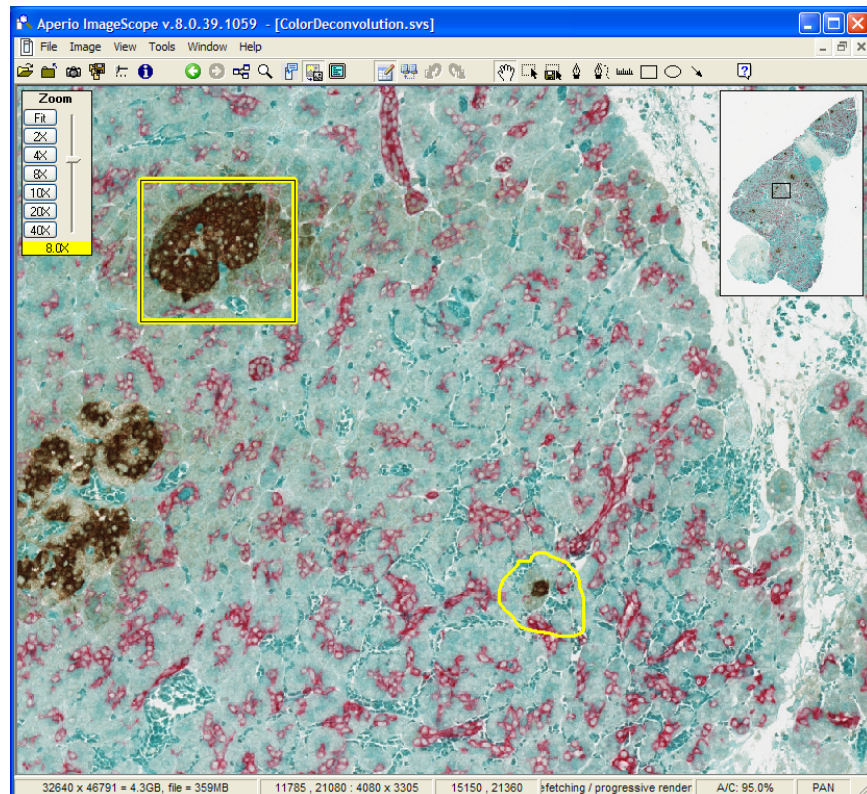 Aperio ImageScope v.8.0.39.1059 - [ColorDeconvolution.svs]
File Image View Tools Window Help
Zoom
Fit
2X
4X
8X
10X
20X
40X
8.0X
32640 x 46791 = 4.3GB, file = 359MB 11785 , 21080 : 4080 x 3305 15150 , 21360 efetching / progressive render A/C: 95.0% PAN